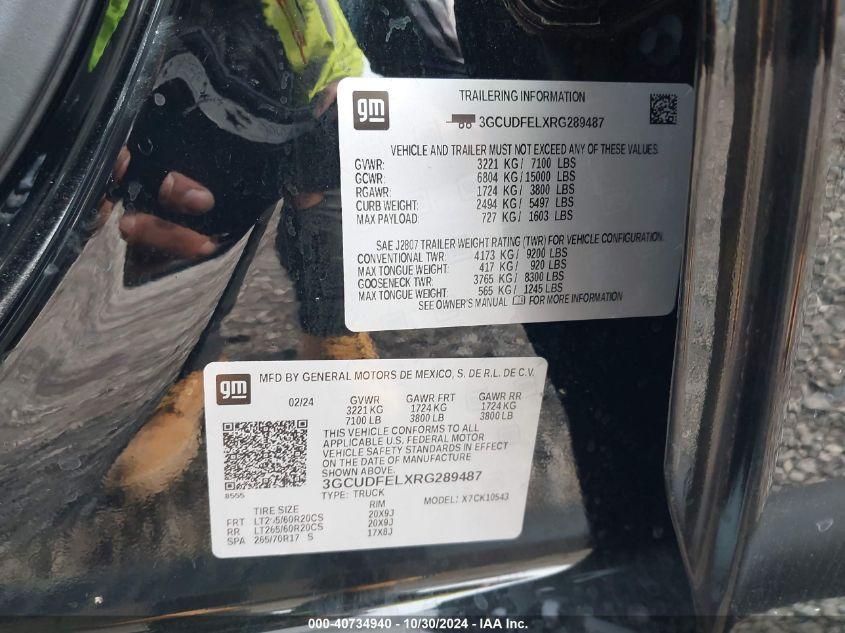 gm
TRAILERING INFORMATION
3GCUDFELXRG289487
VEHICLE AND TRAILER MUST NOT EXCEED ANY OF THESE VALUES
GVWR: 3221 KG / 7100 LBS
GCWR: 6804 KG / 15000 LBS
RGAWR: 1724 KG / 3800 LBS
CURB WEIGHT: 2494 KG / 5497 LBS
MAX PAYLOAD: 727 KG / 1603 LBS
SAE J2807 TRAILER WEIGHT RATING (TWR) FOR VEHICLE CONFIGURATION.
CONVENTIONAL TWR: 4173 KG / 9200 LBS
MAX TONGUE WEIGHT: 417 KG / 920 LBS
GOOSENECK TWR: 3765 KG / 8300 LBS
MAX TONGUE WEIGHT: 565 KG / 1245 LBS
SEE OWNER'S MANUAL FOR MORE INFORMATION
gm
MFD BY GENERAL MOTORS DE MEXICO, S. DE R.L. DE C.V.
02/24 GVWR GAWR FRT GAWR RR
3221 KG 1724 KG 1724 KG
7100 LB 3800 LB 3800 LB
THIS VEHICLE CONFORMS TO ALL
APPLICABLE U.S. FEDERAL MOTOR
VEHICLE SAFETY STANDARDS IN EFFECT
ON THE DATE OF MANUFACTURE
SHOWN ABOVE.
3GCUDFELXRG289487
8555
TYPE: TRUCK MODEL: X7CK10543
TIRE SIZE RIM
FRT LT265/60R20CS 20X9J
RR LT265/60R20CS 20X9J
SPA 265/70R17 S 17X8J
000-40734940 - 10/30/2024 - IAA Inc.